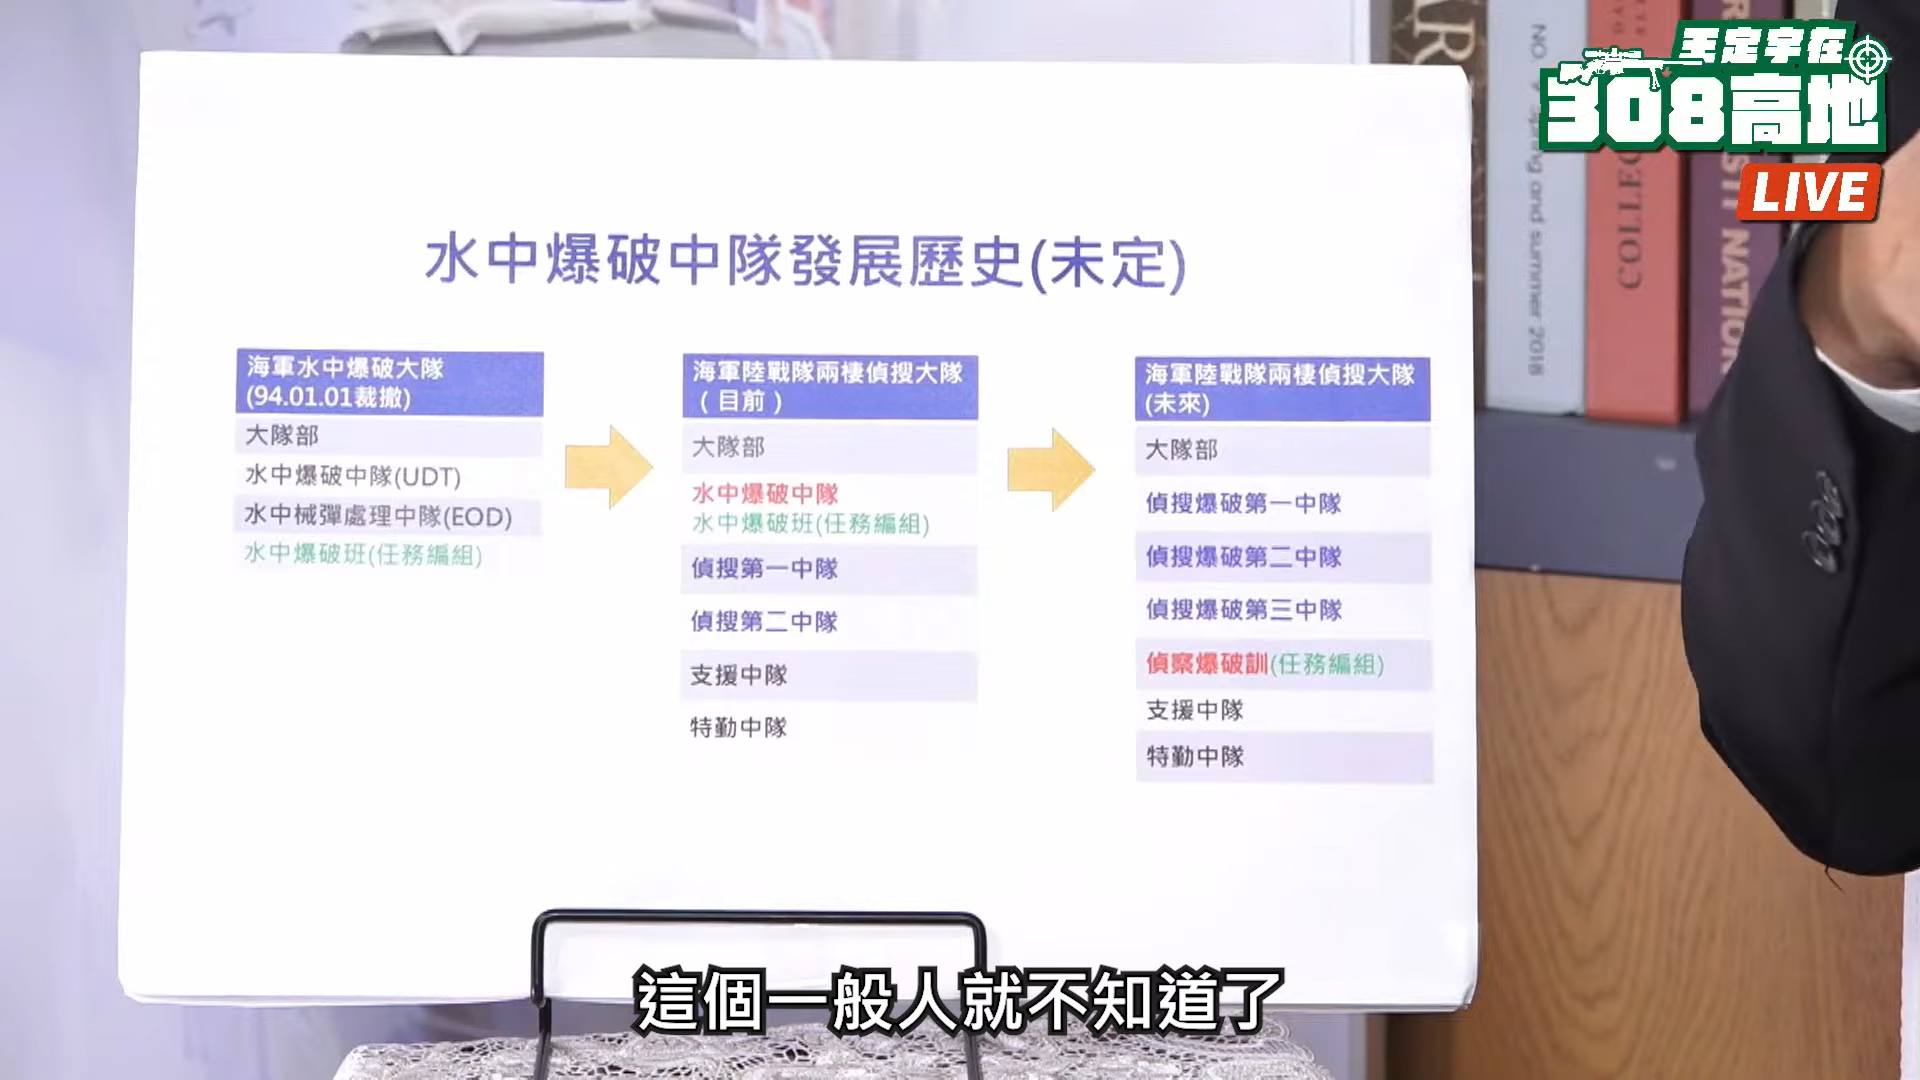 王定宇在
308高地
LIVE
水中爆破中隊發展歷史(未定)
海軍水中爆破大隊
(94.01.01裁撤)
大隊部
水中爆破中隊(UDT)
水中械彈處理中隊(EOD)
水中爆破班(任務編組)
海軍陸戰隊兩棲偵搜大隊
(目前)
大隊部
水中爆破中隊
水中爆破班(任務編組)
偵搜第一中隊
偵搜第二中隊
支援中隊
特勤中隊
海軍陸戰隊兩棲偵搜大隊
(未來)
大隊部
偵搜爆破第一中隊
偵搜爆破第二中隊
偵搜爆破第三中隊
偵察爆破訓(任務編組)
支援中隊
特勤中隊
spring and summer 2018
COLLEC
NATION
這個一般人就不知道了